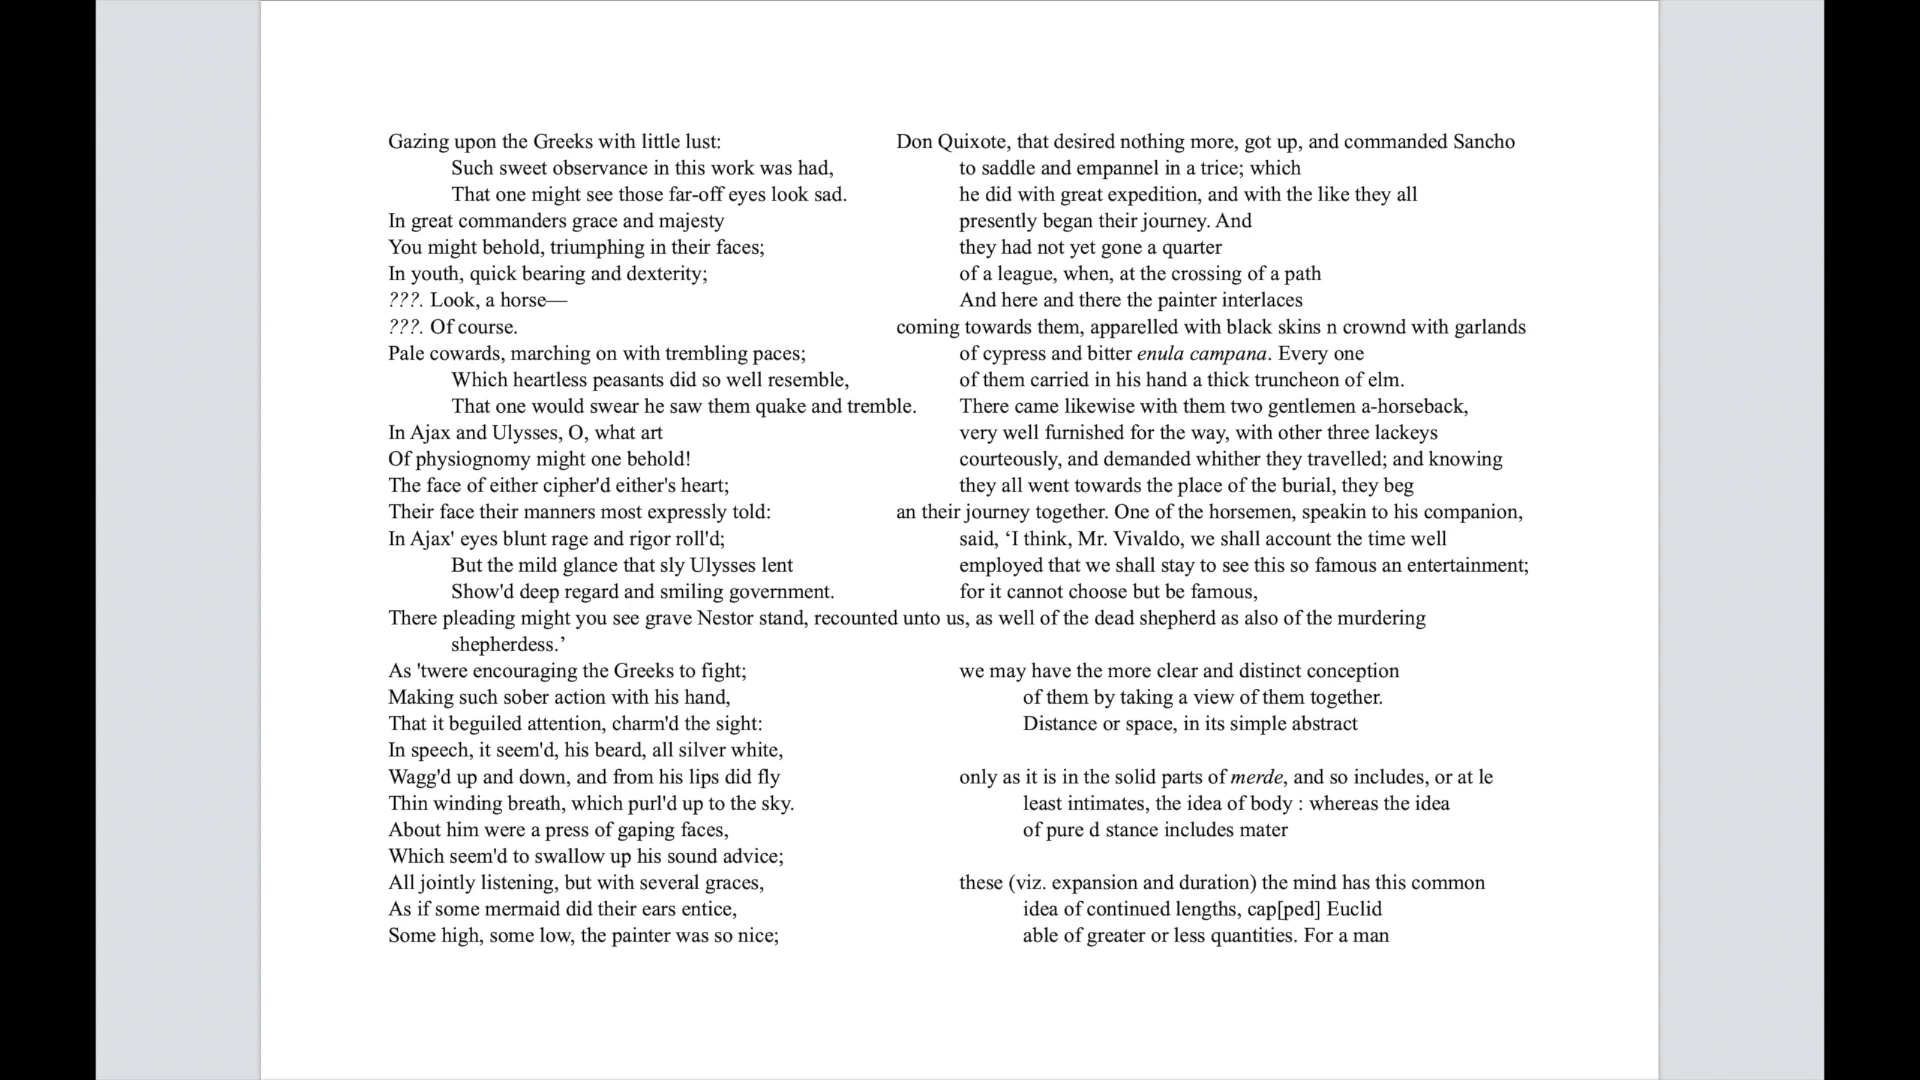 Gazing upon the Greeks with little lust:
Such sweet observance in this work was had,
That one might see those far-off eyes look sad.
In great commanders grace and majesty
You might behold, triumphing in their faces;
In youth, quick bearing and dexterity;
???. Look, a horse—
???. Of course.
Pale cowards, marching on with trembling paces;
Which heartless peasants did so well resemble,
That one would swear he saw them quake and tremble.
In Ajax and Ulysses, O, what art
Of physiognomy might one behold!
The face of either cipher'd either's heart;
Their face their manners most expressly told:
In Ajax' eyes blunt rage and rigor roll'd;
But the mild glance that sly Ulysses lent
Show'd deep regard and smiling government.
Don Quixote, that desired nothing more, got up, and commanded Sancho
to saddle and empannel in a trice; which
he did with great expedition, and with the like they all
presently began their journey. And
they had not yet gone a quarter
of a league, when, at the crossing of a path
And here and there the painter interlaces
coming towards them, apparelled with black skins n crownd with garlands
of cypress and bitter enula campana. Every one
of them carried in his hand a thick truncheon of elm.
There came likewise with them two gentlemen a-horseback,
very well furnished for the way, with other three lackeys
courteously, and demanded whither they travelled; and knowing
they all went towards the place of the burial, they beg
an their journey together. One of the horsemen, speakin to his companion,
said, ‘I think, Mr. Vivaldo, we shall account the time well
employed that we shall stay to see this so famous an entertainment;
for it cannot choose but be famous,
There pleading might you see grave Nestor stand, recounted unto us, as well of the dead shepherd as also of the murdering
shepherdess.’
As 'twere encouraging the Greeks to fight;
Making such sober action with his hand,
That it beguiled attention, charm'd the sight:
In speech, it seem'd, his beard, all silver white,
Wagg'd up and down, and from his lips did fly
Thin winding breath, which purl'd up to the sky.
About him were a press of gaping faces,
Which seem'd to swallow up his sound advice;
All jointly listening, but with several graces,
As if some mermaid did their ears entice,
Some high, some low, the painter was so nice;
we may have the more clear and distinct conception
of them by taking a view of them together.
Distance or space, in its simple abstract
only as it is in the solid parts of merde, and so includes, or at le
least intimates, the idea of body : whereas the idea
of pure d stance includes mater
these (viz. expansion and duration) the mind has this common
idea of continued lengths, cap[ped] Euclid
able of greater or less quantities. For a man